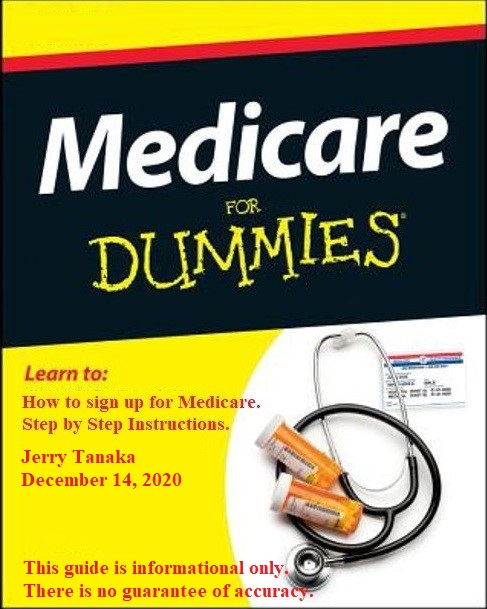 Medicare
FOR
DUMMIES®
Learn to:
How to sign up for Medicare.
Step by Step Instructions.
Jerry Tanaka
December 14, 2020
This guide is informational only.
There is no guarantee of accuracy.